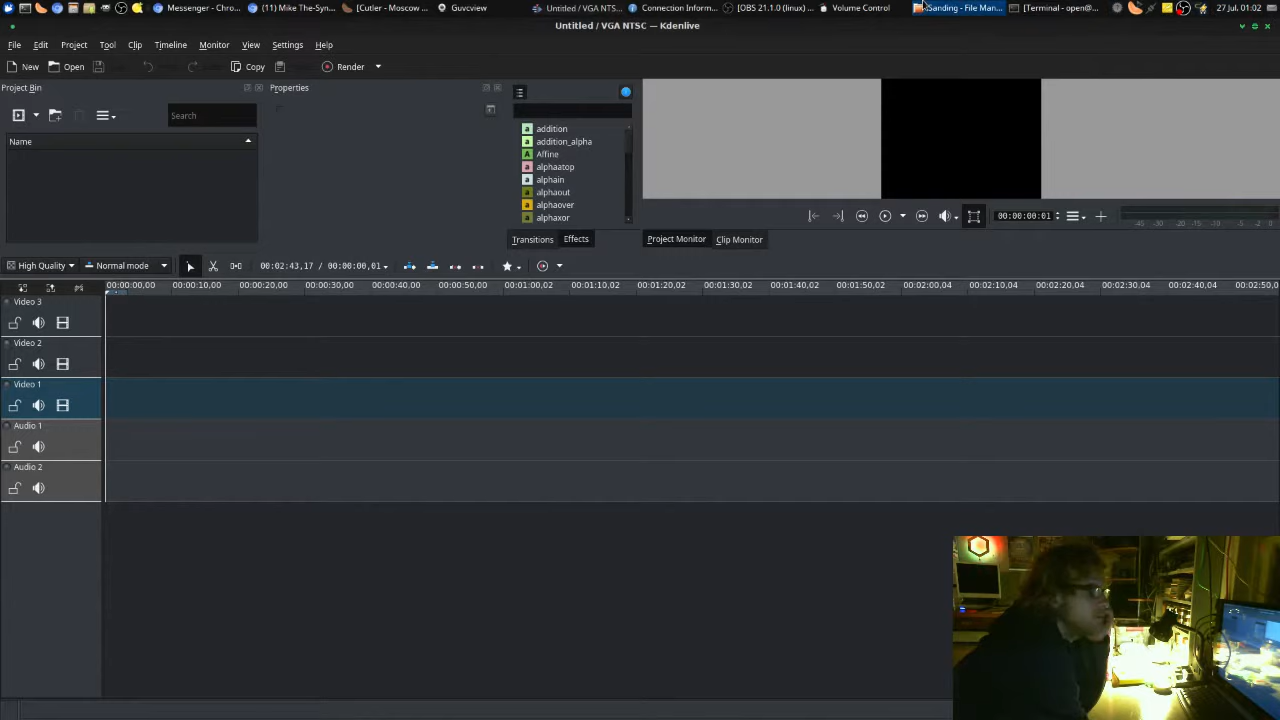 Messenger - Chro... (11) Mike The-Syn... [Cutler - Moscow ... Guvcview Untitled / VGA NTS... Connection Inform... [OBS 21.1.0 (linux) ... Volume Control Sanding - File Man... [Terminal - open@... 27 Jul, 01:02
Untitled / VGA NTSC — Kdenlive
File Edit Project Tool Clip Timeline Monitor View Settings Help
New Open Copy Render
Project Bin Properties
Search
Name
addition
addition_alpha
A Affine
a alphaatop
a alphain
a alphaout
a alphaover
a alphaxor
00:00:00:01
-45 -30 -20 -15 -10 -5 -2 0
Transitions Effects Project Monitor Clip Monitor
High Quality Normal mode 00:02:43,17 / 00:00:00,01
00:00:00,00 00:00:10,00 00:00:20,00 00:00:30,00 00:00:40,00 00:00:50,00 00:01:00,02 00:01:10,02 00:01:20,02 00:01:30,02 00:01:40,02 00:01:50,02 00:02:00,04 00:02:10,04 00:02:20,04 00:02:30,04 00:02:40,04 00:02:50,0
Video 3
Video 2
Video 1
Audio 1
Audio 2